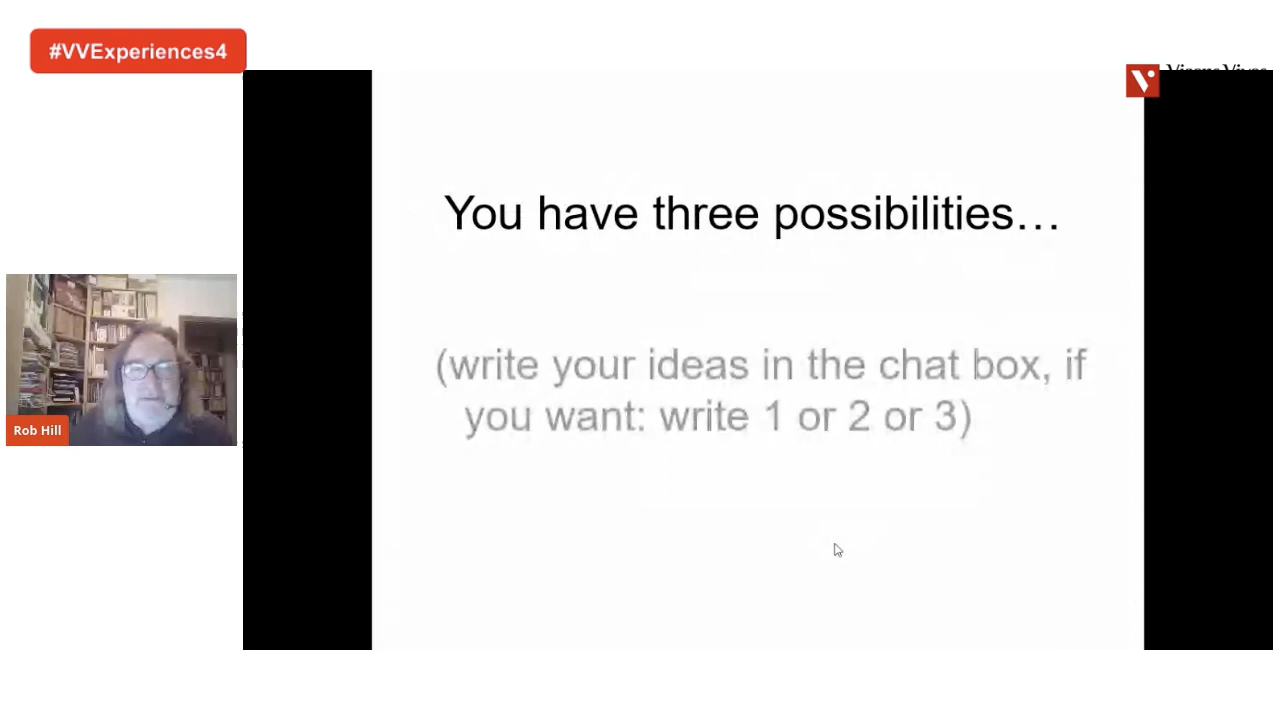 #VVExperiences4
You have three possibilities…
(write your ideas in the chat box, if
you want: write 1 or 2 or 3)
Rob Hill